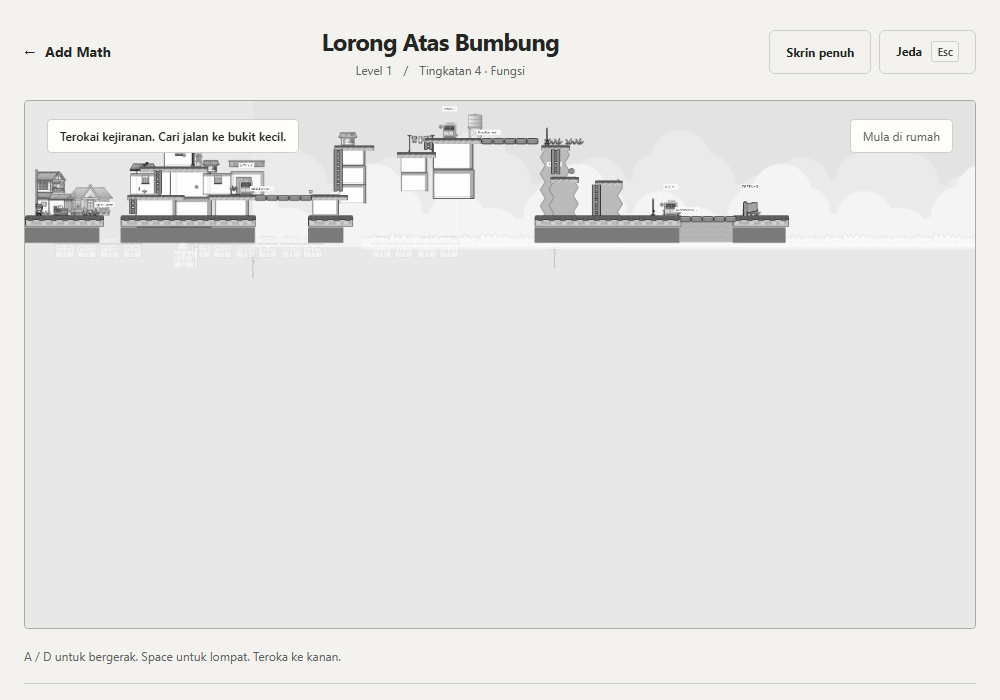 ← Add Math
Lorong Atas Bumbung
Level 1 / Tingkatan 4 · Fungsi
Skrin penuh
Jeda Esc
Terokai kejiranan. Cari jalan ke bukit kecil.
Mula di rumah
A / D untuk bergerak. Space untuk lompat. Teroka ke kanan.